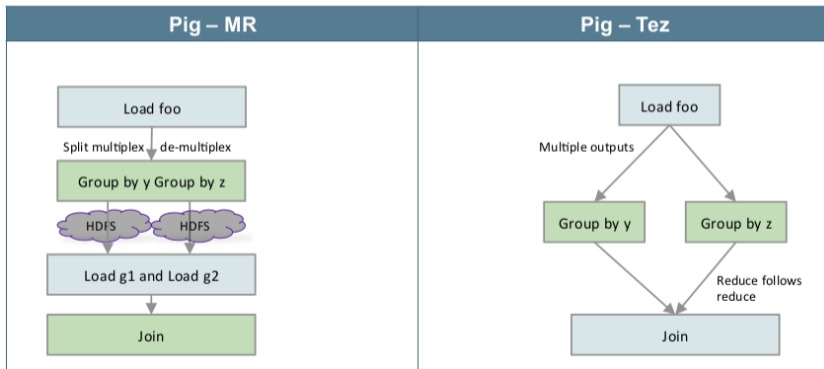 Pig – MR
Load foo
Split multiplex de-multiplex
Group by y Group by z
HDFS HDFS
Load g1 and Load g2
Join
Pig – Tez
Load foo
Multiple outputs
Group by y
Group by z
Reduce follows
reduce
Join